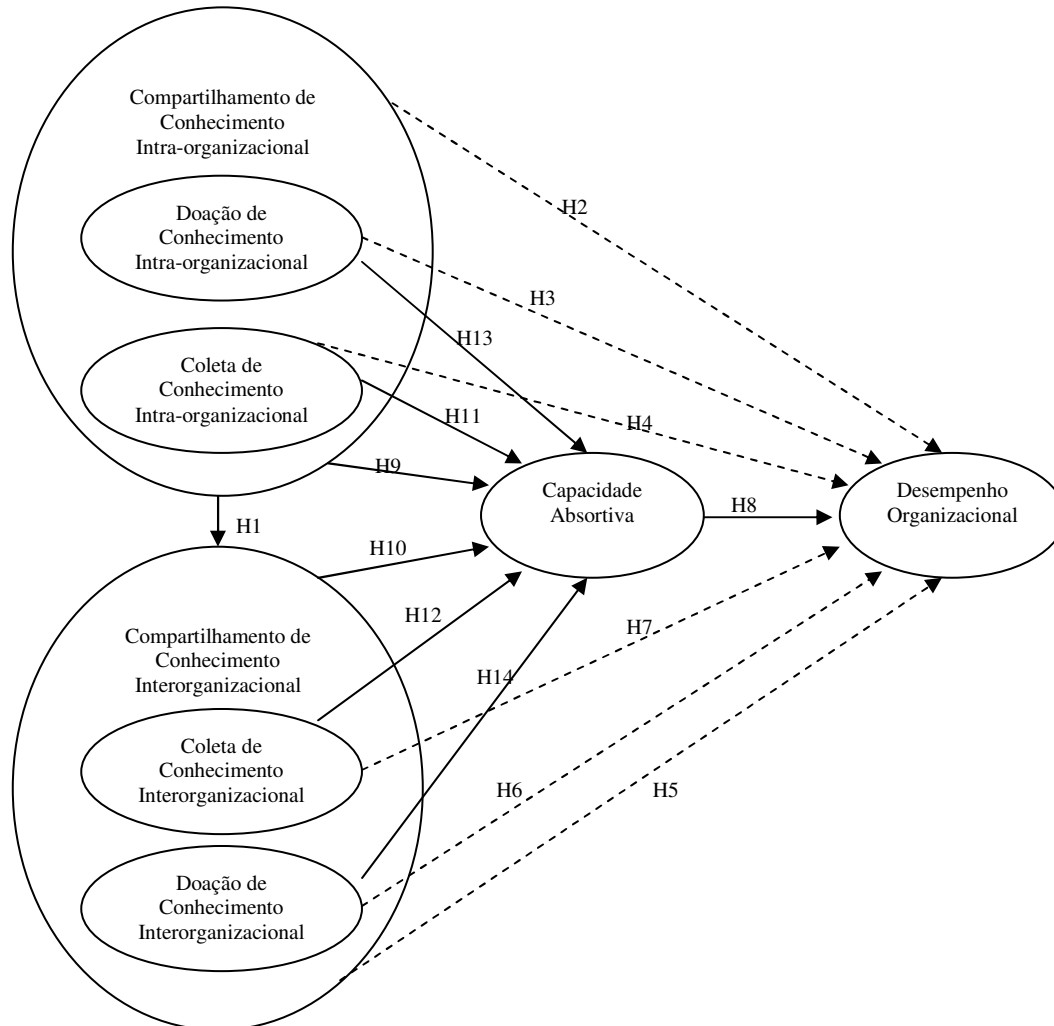 Compartilhamento de
Conhecimento
Intra-organizacional
Doação de
Conhecimento
Intra-organizacional
Coleta de
Conhecimento
Intra-organizacional
H2
H3
H13
H4
H11
H9
H1
Capacidade
Absortiva
H8
Desempenho
Organizacional
H10
H12
H7
H14
H6
H5
Compartilhamento de
Conhecimento
Interorganizacional
Coleta de
Conhecimento
Interorganizacional
Doação de
Conhecimento
Interorganizacional